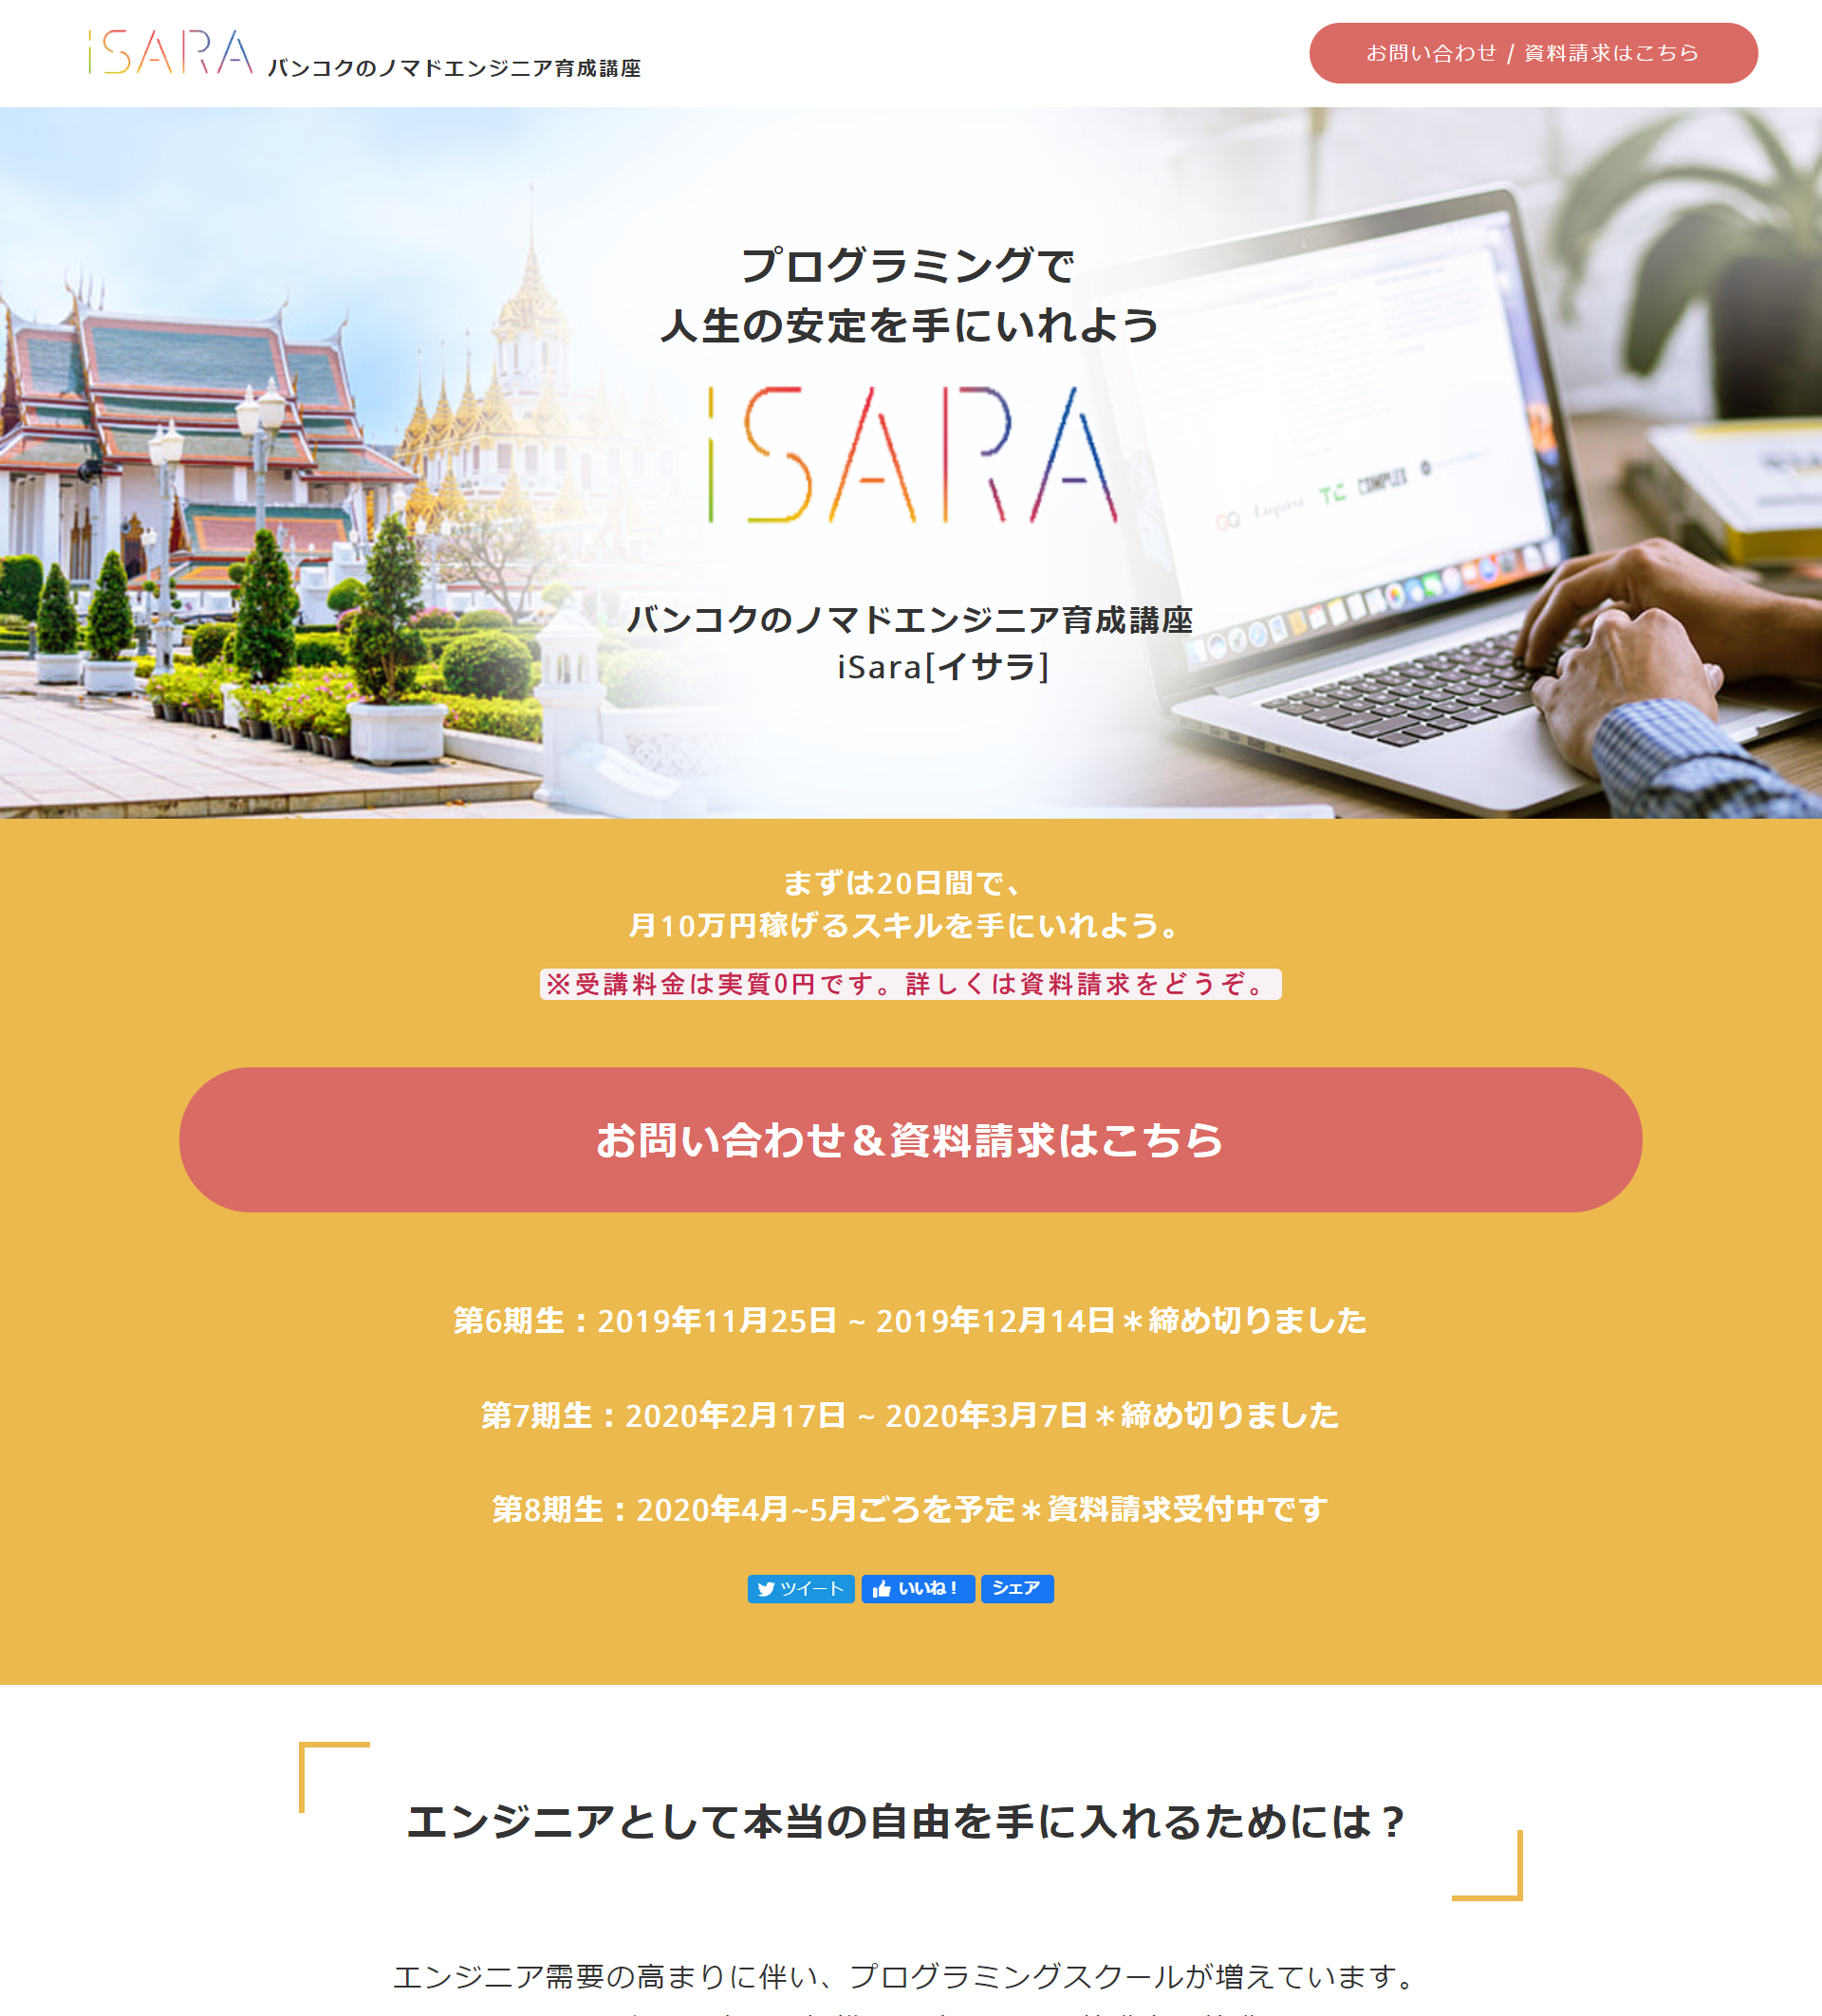 iSARA バンコクのノマドエンジニア育成講座
お問い合わせ / 資料請求はこちら
プログラミングで
人生の安定を手にいれよう
iSARA
GQ Esquire TC COMPLEX
バンコクのノマドエンジニア育成講座
iSara[イサラ]
まずは20日間で、
月10万円稼げるスキルを手にいれよう。
※受講料金は実質0円です。詳しくは資料請求をどうぞ。
お問い合わせ＆資料請求はこちら
第6期生：2019年11月25日 ~ 2019年12月14日＊締め切りました
第7期生：2020年2月17日 ~ 2020年3月7日＊締め切りました
第8期生：2020年4月~5月ごろを予定＊資料請求受付中です
ツイート いいね！ シェア
エンジニアとして本当の自由を手に入れるためには？
エンジニア需要の高まりに伴い、プログラミングスクールが増えています。